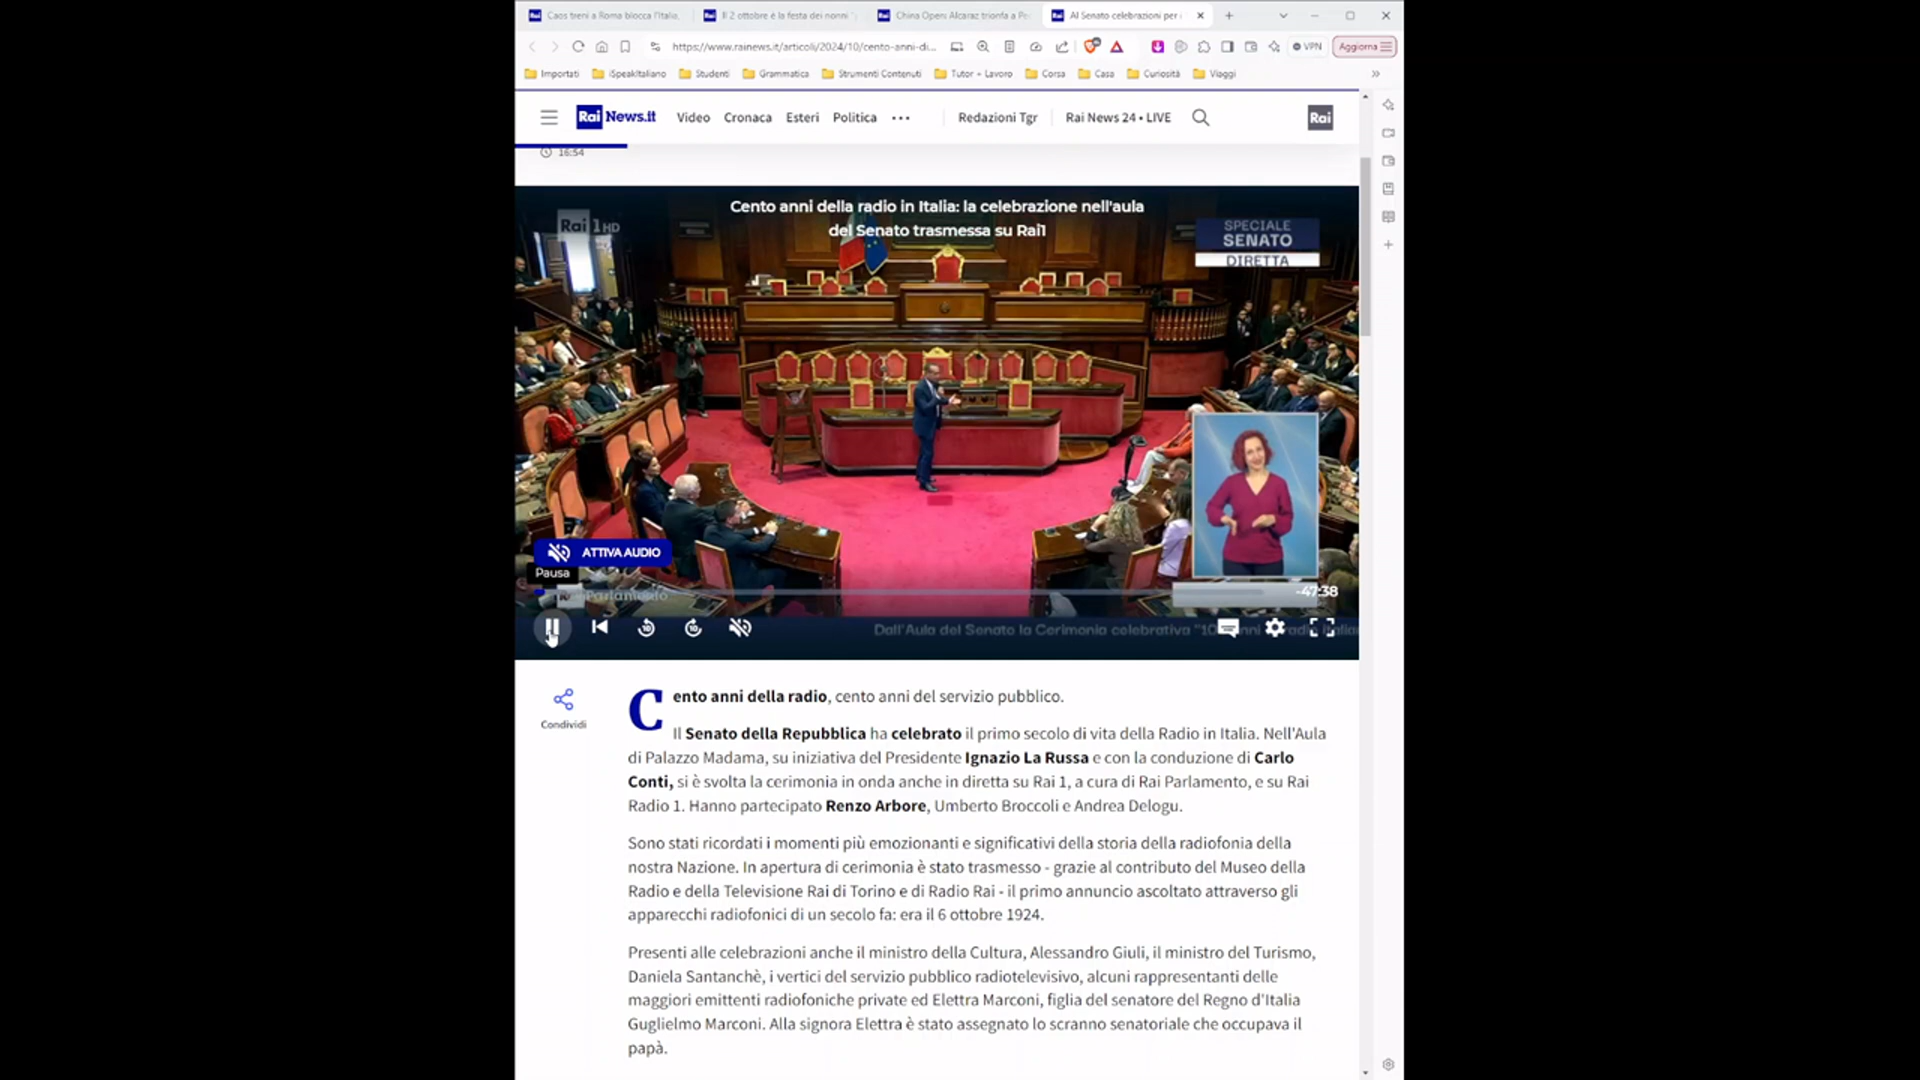 Caos treni a Roma blocca l'Italia.
Il 2 ottobre è la festa dei nonni
China Open: Alcaraz trionfa a Pe
Al Senato celebrazioni per i
https://www.rainews.it/articoli/2024/10/cento-anni-di...
VPN
Aggiorna
Importati
iSpeakItaliano
Studenti
Grammatica
Strumenti Contenuti
Tutor - Lavoro
Corsa
Casa
Curiosità
Viaggi
Rai News.it
Video
Cronaca
Esteri
Politica
Redazioni Tgr
Rai News 24 • LIVE
Rai
16:54
Cento anni della radio in Italia: la celebrazione nell'aula
del Senato trasmessa su Rai1
Rai 1HD
SPECIALE
SENATO
DIRETTA
ATTIVA AUDIO
Pausa
Parlamento
-47:38
10
10
Dall'Aula del Senato la Cerimonia celebrativa
Condividi
Cento anni della radio, cento anni del servizio pubblico.
Il Senato della Repubblica ha celebrato il primo secolo di vita della Radio in Italia. Nell'Aula
di Palazzo Madama, su iniziativa del Presidente Ignazio La Russa e con la conduzione di Carlo
Conti, si è svolta la cerimonia in onda anche in diretta su Rai 1, a cura di Rai Parlamento, e su Rai
Radio 1. Hanno partecipato Renzo Arbore, Umberto Broccoli e Andrea Delogu.
Sono stati ricordati i momenti più emozionanti e significativi della storia della radiofonia della
nostra Nazione. In apertura di cerimonia è stato trasmesso - grazie al contributo del Museo della
Radio e della Televisione Rai di Torino e di Radio Rai - il primo annuncio ascoltato attraverso gli
apparecchi radiofonici di un secolo fa: era il 6 ottobre 1924.
Presenti alle celebrazioni anche il ministro della Cultura, Alessandro Giuli, il ministro del Turismo,
Daniela Santanchè, i vertici del servizio pubblico radiotelevisivo, alcuni rappresentanti delle
maggiori emittenti radiofoniche private ed Elettra Marconi, figlia del senatore del Regno d'Italia
Guglielmo Marconi. Alla signora Elettra è stato assegnato lo scranno senatoriale che occupava il
papà.